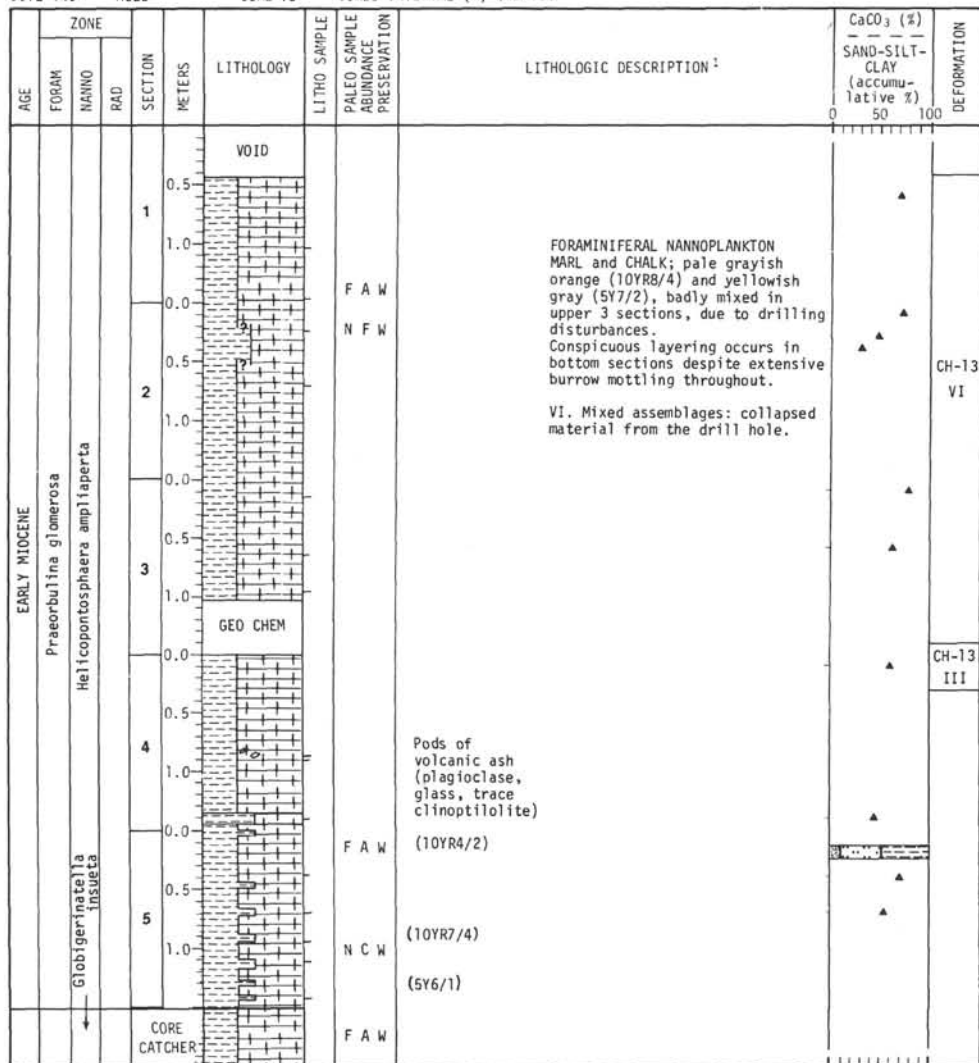 ZONE
AGE
FORAM
NANNO
RAD
SECTION
METERS
LITHOLOGY
LITHO SAMPLE
PALEO SAMPLE
ABUNDANCE
PRESERVATION
LITHOLOGIC DESCRIPTION 1
CaCO3 (%)
SAND-SILT-
CLAY
(accumu-
lative %)
0 50 100
DEFORMATION
EARLY MIOCENE
Praeorbulina glomerosa
Globigerinatella
insueta
Helicopontosphaera ampliaperta
VOID
0.5
1
1.0
F A W
0.0
?
N F W
0.5
?
2
1.0
0.0
0.5
3
1.0
GEO CHEM
0.0
0.5
4
1.0
0.0
F A W
0.5
5
1.0
N C W
CORE
CATCHER
F A W
FORAMINIFERAL NANNOPLANKTON
MARL and CHALK; pale grayish
orange (10YR8/4) and yellowish
gray (5Y7/2), badly mixed in
upper 3 sections, due to drilling
disturbances.
Conspicuous layering occurs in
bottom sections despite extensive
burrow mottling throughout.
VI. Mixed assemblages: collapsed
material from the drill hole.
Pods of
volcanic ash
(plagioclase,
glass, trace
clinoptilolite)
(10YR4/2)
(10YR7/4)
(5Y6/1)
CH-13
VI
CH-13
III